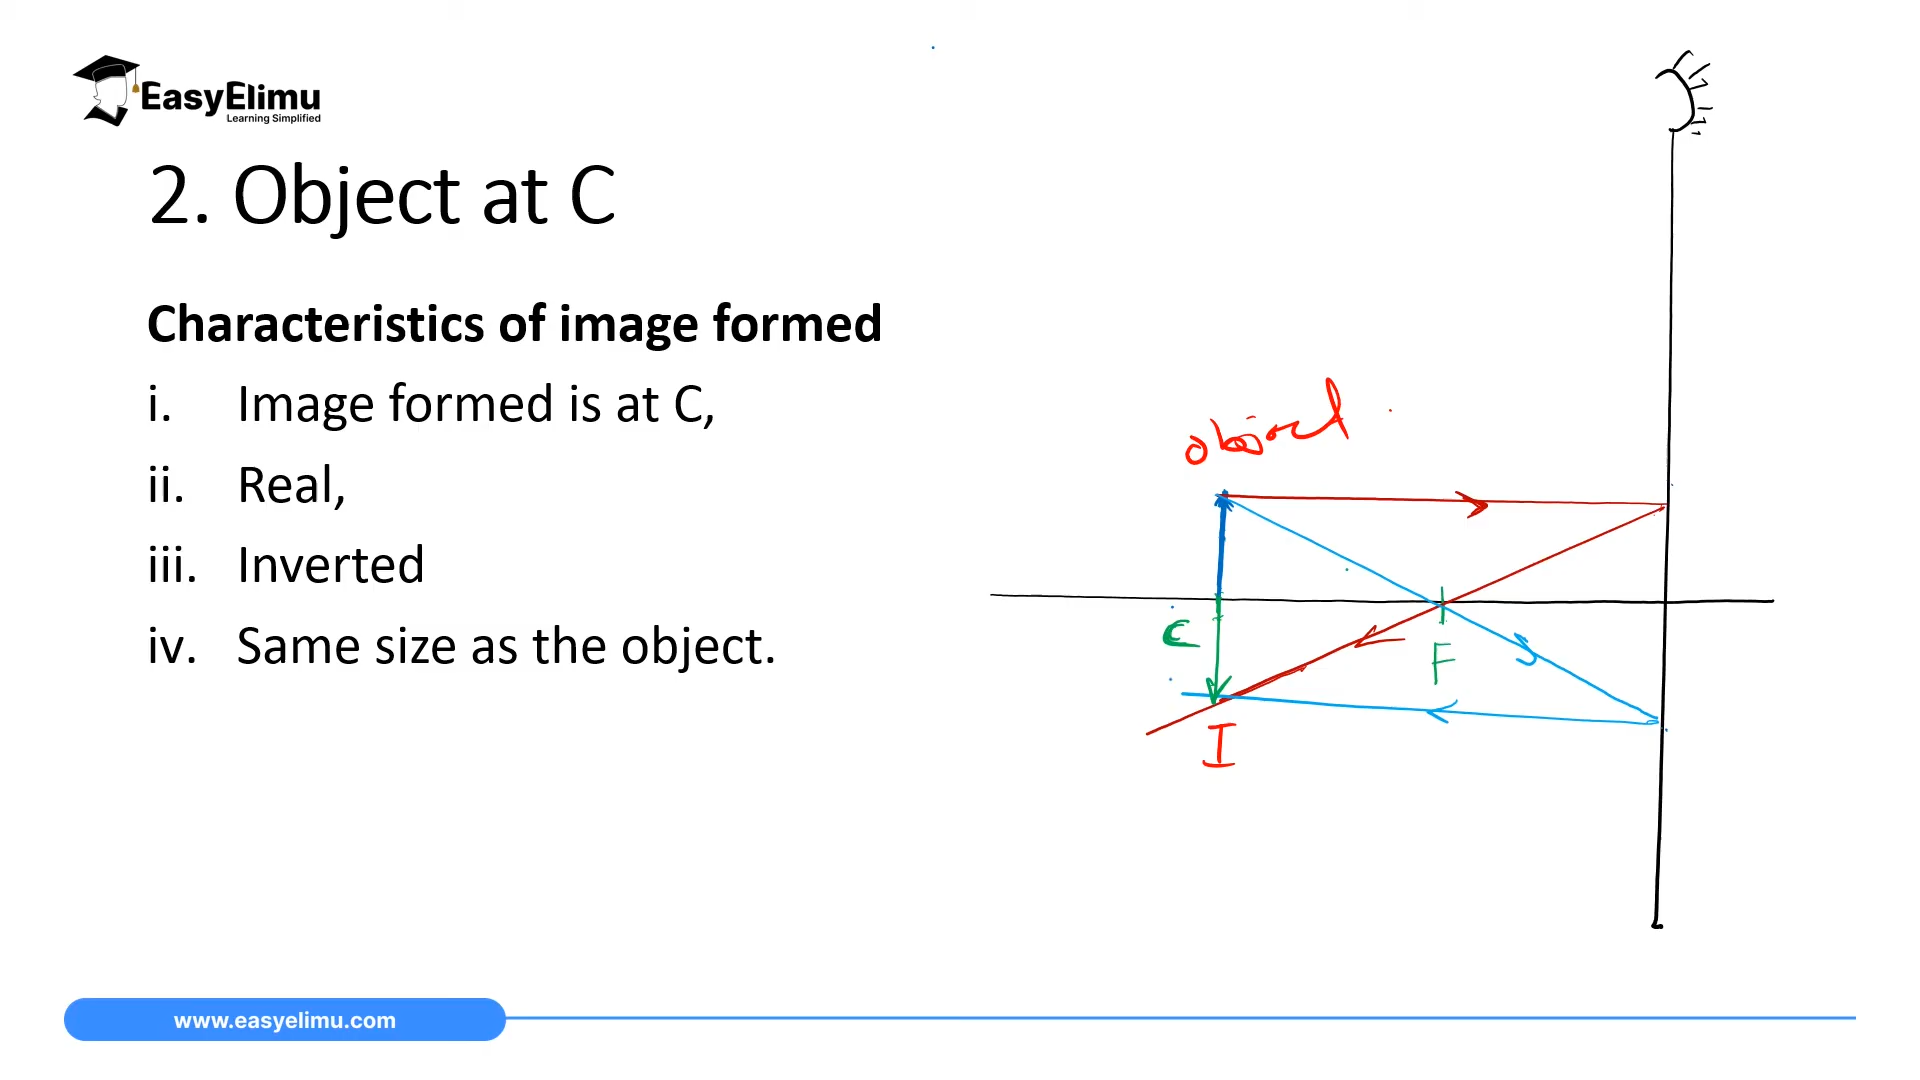 EasyElimu
Learning Simplified
2. Object at C
Characteristics of image formed
i. Image formed is at C,
ii. Real,
iii. Inverted
iv. Same size as the object.
object
C
F
I
www.easyelimu.com